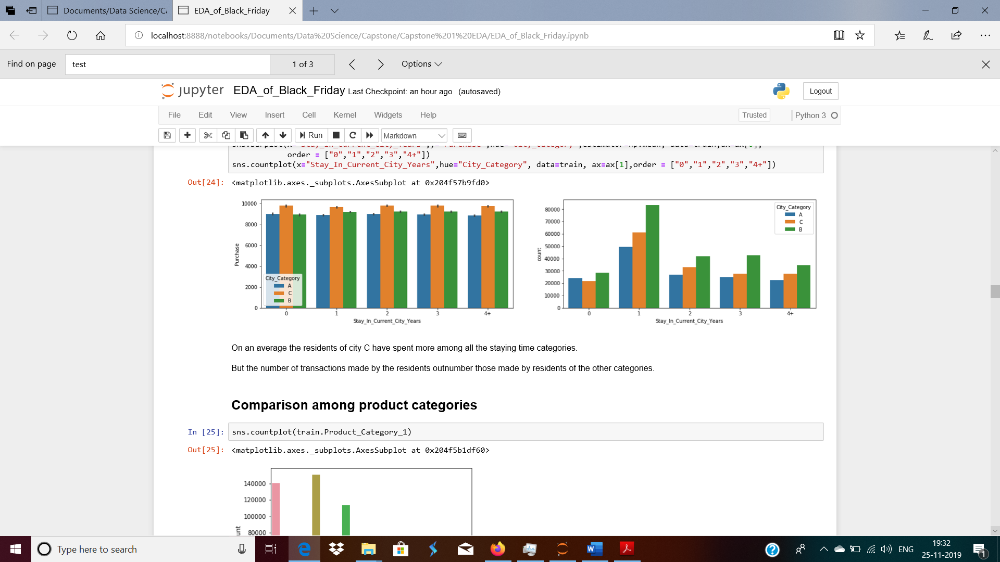 Documents/Data Science/Ca
EDA_of_Black_Friday
localhost:8888/notebooks/Documents/Data%20Science/Capstone/Capstone%201%20EDA/EDA_of_Black_Friday.ipynb
Find on page
test
1 of 3
Options
jupyter
EDA_of_Black_Friday Last Checkpoint: an hour ago (autosaved)
Logout
File Edit View Insert Cell Kernel Widgets Help
Trusted
Python 3
Run
Markdown
order = ["0","1","2","3","4+"])
sns.countplot(x="Stay_In_Current_City_Years",hue="City_Category", data=train, ax=ax[1],order = ["0","1","2","3","4+"])
Out[24]: <matplotlib.axes._subplots.AxesSubplot at 0x204f57b9fd0>
10000
8000
6000
4000
2000
0
Purchase
City_Category
A
C
B
0 1 2 3 4+
Stay_In_Current_City_Years
80000
70000
60000
50000
40000
30000
20000
10000
0
count
City_Category
A
C
B
0 1 2 3 4+
Stay_In_Current_City_Years
On an average the residents of city C have spent more among all the staying time categories.
But the number of transactions made by the residents outnumber those made by residents of the other categories.
Comparison among product categories
In [25]: sns.countplot(train.Product_Category_1)
Out[25]: <matplotlib.axes._subplots.AxesSubplot at 0x204f5b1df60>
140000
120000
100000
80000
Type here to search
ENG
19:32
25-11-2019
1